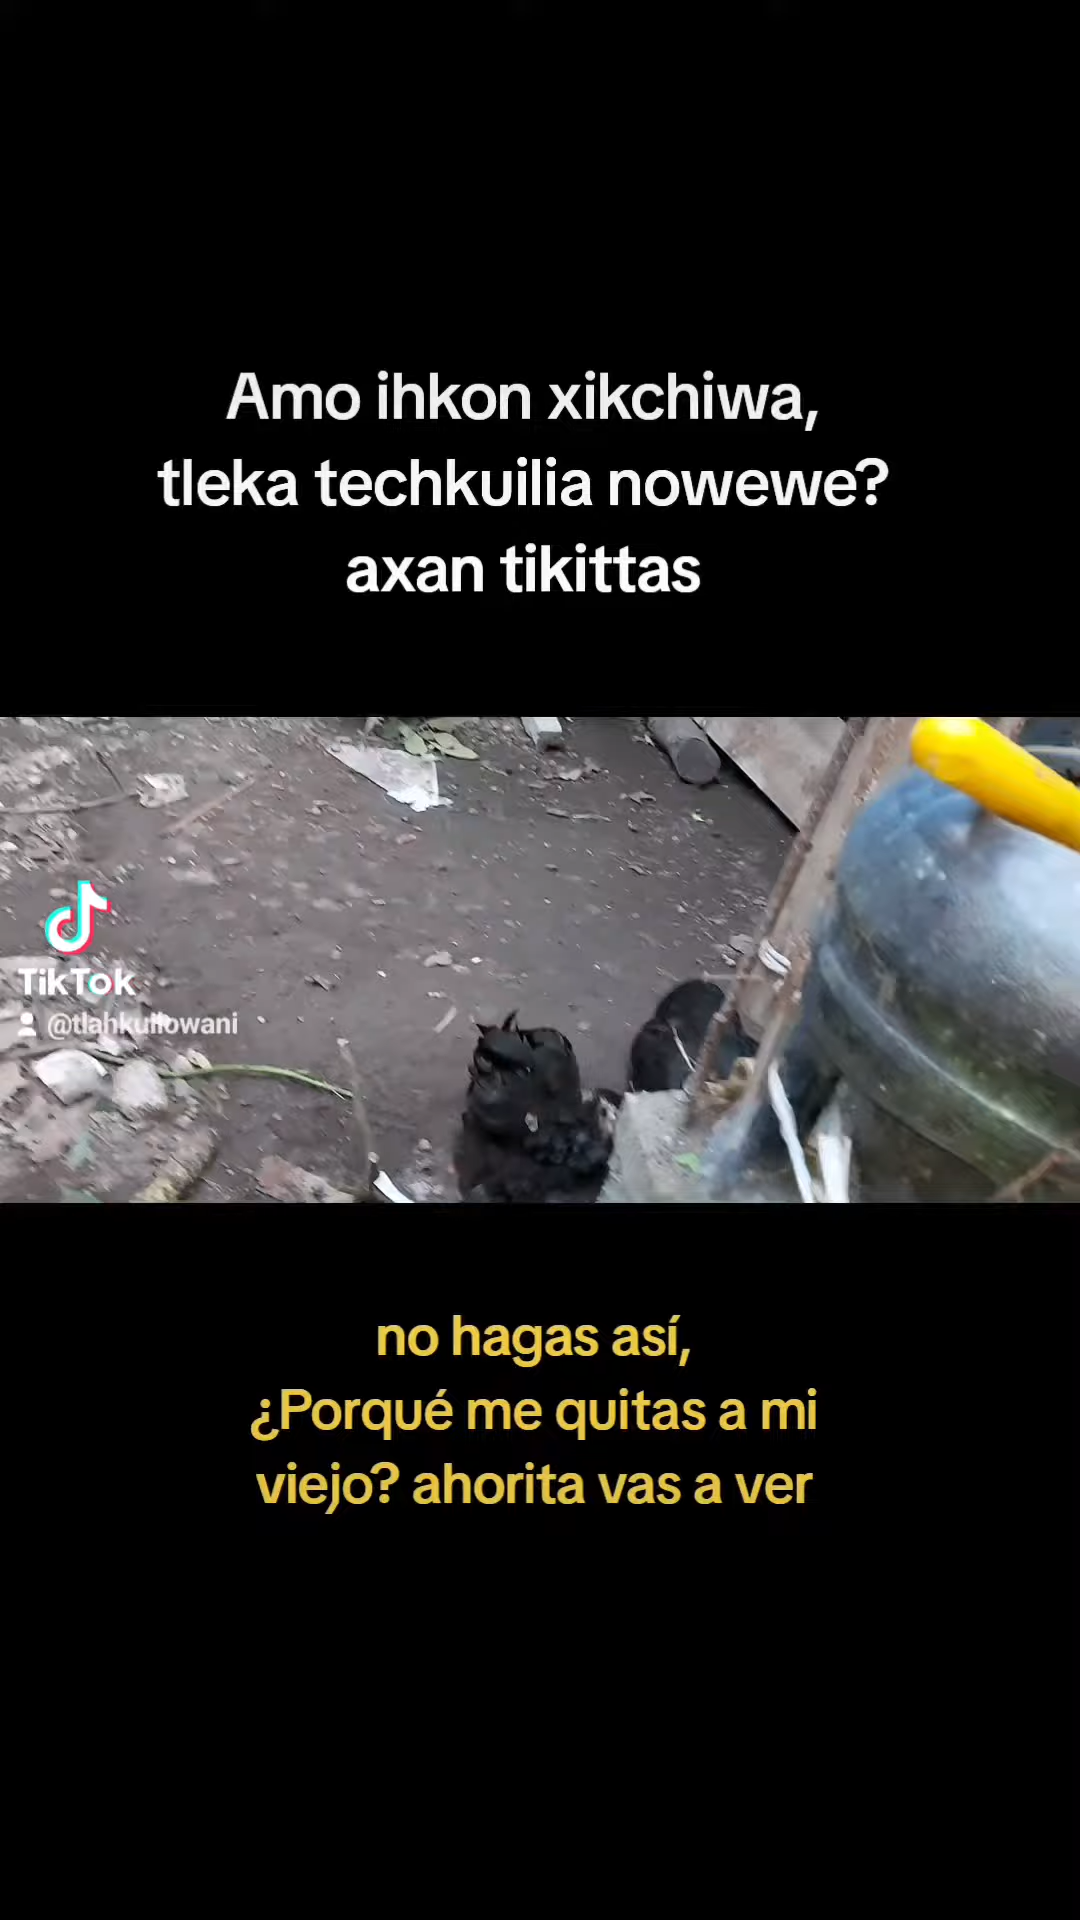 Amo ihkon xikchiwa,
tleka techkuilia nowewe?
axan tikittas
TikTok
@tlahkuilowani
no hagas así,
¿Porqué me quitas a mi
viejo? ahorita vas a ver